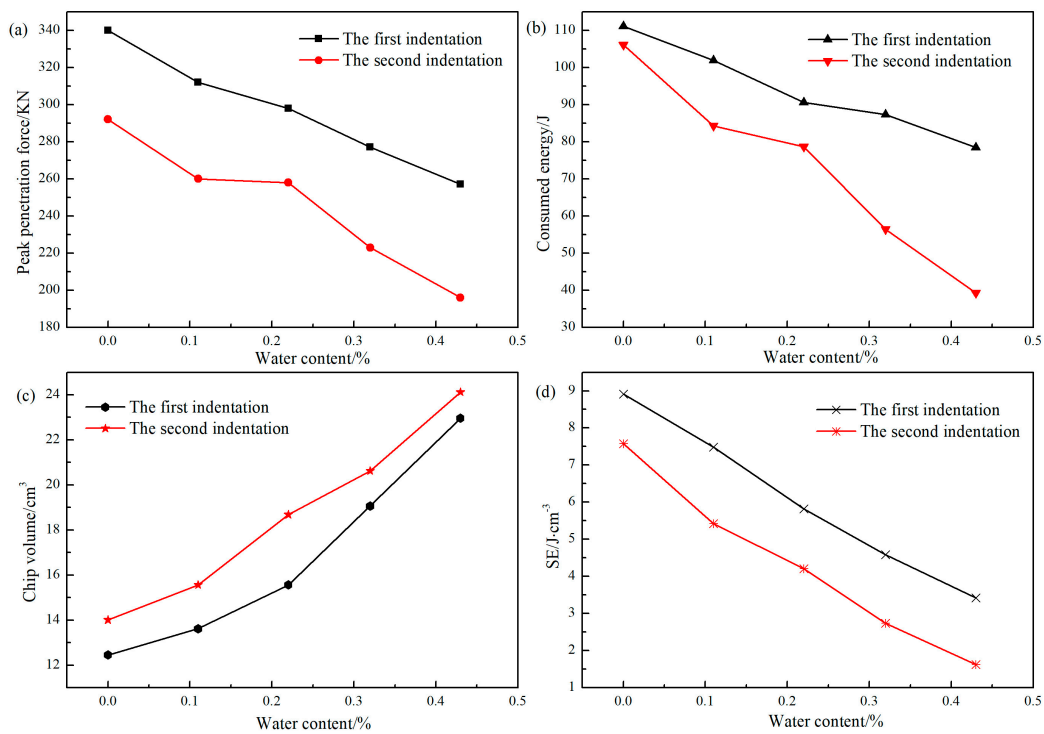 (a)
340
320
300
280
260
240
220
200
180
Peak penetration force/KN
The first indentation
The second indentation
0.0 0.1 0.2 0.3 0.4 0.5
Water content/%
(b)
110
100
90
80
70
60
50
40
30
Consumed energy/J
The first indentation
The second indentation
0.0 0.1 0.2 0.3 0.4 0.5
Water content/%
(c)
24
22
20
18
16
14
12
Chip volume/cm³
The first indentation
The second indentation
0.0 0.1 0.2 0.3 0.4 0.5
Water content/%
(d)
9
8
7
6
5
4
3
2
1
SE/J·cm⁻³
The first indentation
The second indentation
0.0 0.1 0.2 0.3 0.4 0.5
Water content/%